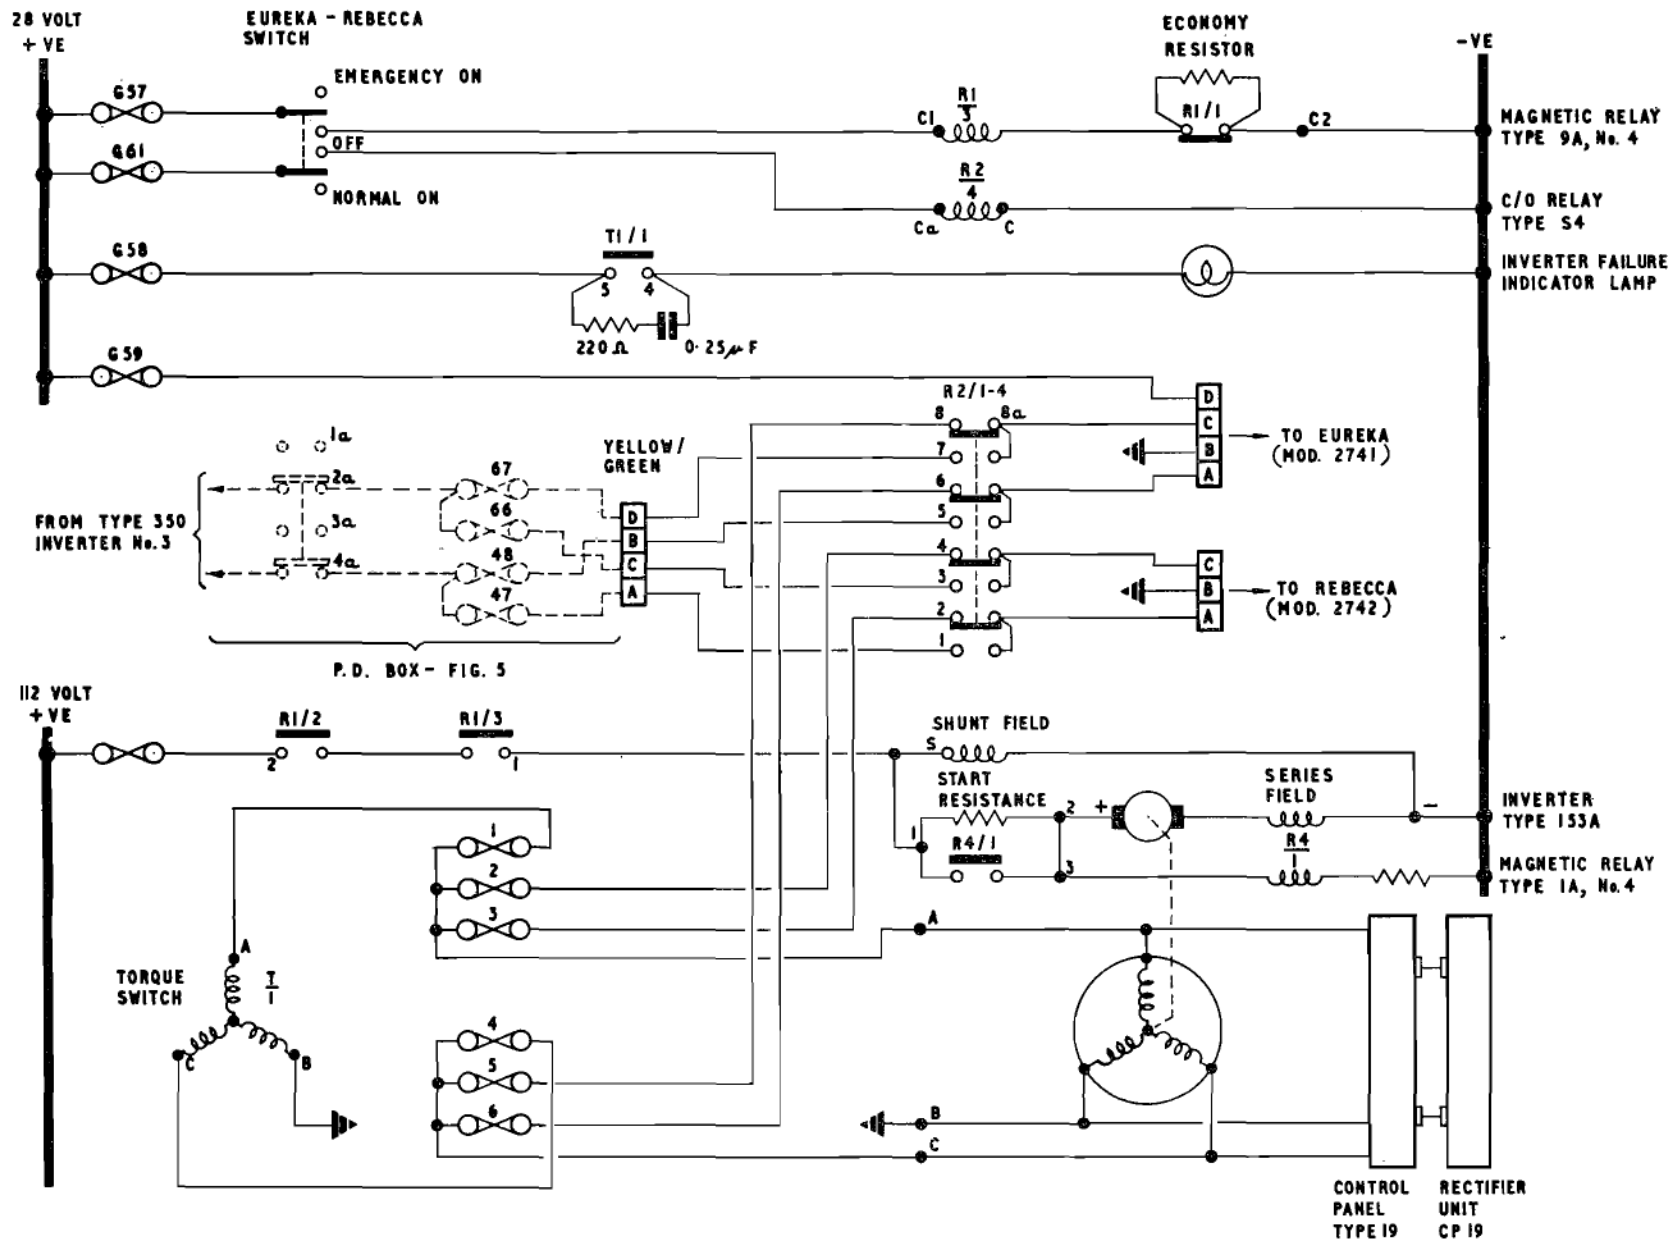 28 VOLT
+ VE
EUREKA - REBECCA
SWITCH
ECONOMY
RESISTOR
-VE
EMERGENCY ON
G57
R1
3
R1/1
C1
C2
MAGNETIC RELAY
TYPE 9A, No. 4
OFF
G61
R2
4
NORMAL ON
Ca
C
C/O RELAY
TYPE S4
T1/1
G58
5
4
INVERTER FAILURE
INDICATOR LAMP
220 Ω
0·25 μF
G59
R2/1-4
8
8a
7
6
5
4
3
2
1
D
C
B
A
TO EUREKA
(MOD. 2741)
YELLOW/
GREEN
1a
2a
3a
4a
67
66
48
47
D
B
C
A
FROM TYPE 350
INVERTER No. 3
C
B
A
TO REBECCA
(MOD. 2742)
P.D. BOX - FIG. 5
112 VOLT
+ VE
R1/2
R1/3
2
1
SHUNT FIELD
S
START
RESISTANCE
SERIES
FIELD
2
+
-
INVERTER
TYPE 153A
1
R4/1
3
R4
1
MAGNETIC RELAY
TYPE 1A, No. 4
1
2
3
A
A
TORQUE
SWITCH
T
1
C
B
4
5
6
B
C
CONTROL
PANEL
TYPE 19
RECTIFIER
UNIT
CP 19